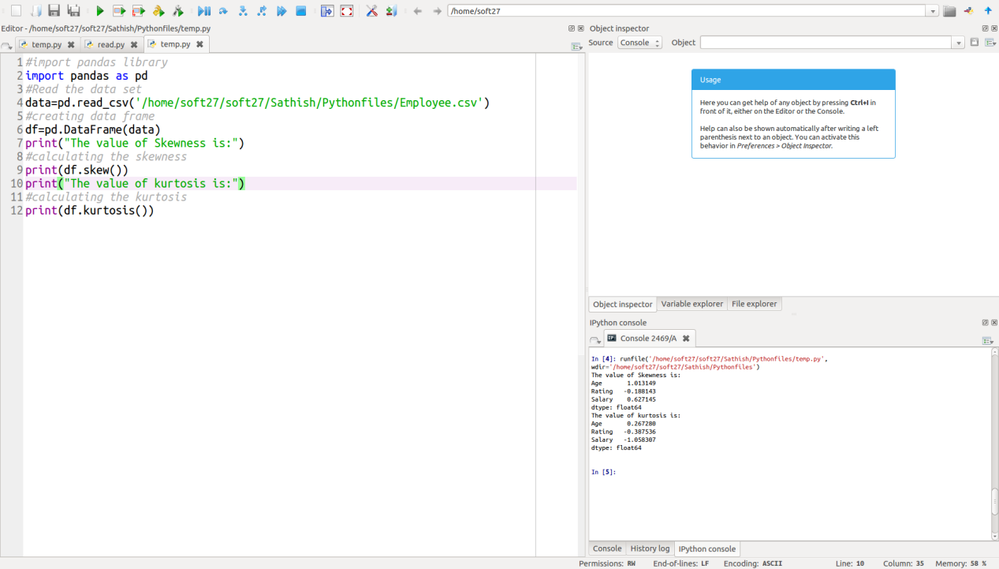 /home/soft27
Editor - /home/soft27/soft27/Sathish/Pythonfiles/temp.py
temp.py
read.py
temp.py
1 #import pandas library
2 import pandas as pd
3 #Read the data set
4 data=pd.read_csv('/home/soft27/soft27/Sathish/Pythonfiles/Employee.csv')
5 #creating data frame
6 df=pd.DataFrame(data)
7 print("The value of Skewness is:")
8 #calculating the skewness
9 print(df.skew())
10 print("The value of kurtosis is:")
11 #calculating the kurtosis
12 print(df.kurtosis())
Object inspector
Source Console Object
Usage
Here you can get help of any object by pressing Ctrl+I in
front of it, either on the Editor or the Console.
Help can also be shown automatically after writing a left
parenthesis next to an object. You can activate this
behavior in Preferences > Object Inspector.
Object inspector Variable explorer File explorer
IPython console
Console 2469/A
In [4]: runfile('/home/soft27/soft27/Sathish/Pythonfiles/temp.py',
wdir='/home/soft27/soft27/Sathish/Pythonfiles')
The value of Skewness is:
Age 1.013149
Rating -0.188143
Salary 0.627145
dtype: float64
The value of kurtosis is:
Age 0.267280
Rating -0.387536
Salary -1.058307
dtype: float64
In [5]:
Console History log IPython console
Permissions: RW End-of-lines: LF Encoding: ASCII Line: 10 Column: 35 Memory: 58 %